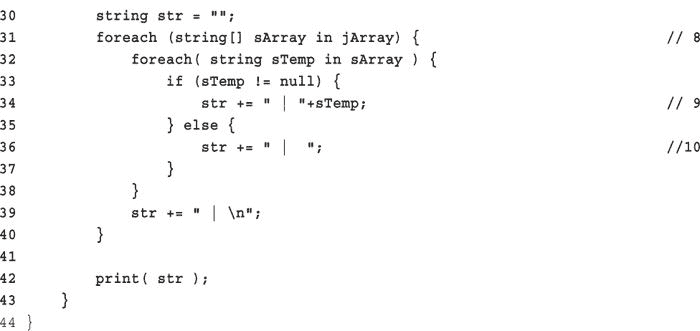 30         string str = "";
31         foreach (string[] sArray in jArray) {                             // 8
32             foreach( string sTemp in sArray ) {
33                 if (sTemp != null) {
34                     str += " | "+sTemp;                                   // 9
35                 } else {
36                     str += " |  ";                                        //10
37                 }
38             }
39             str += " | \n";
40         }
41
42         print( str );
43     }
44 }